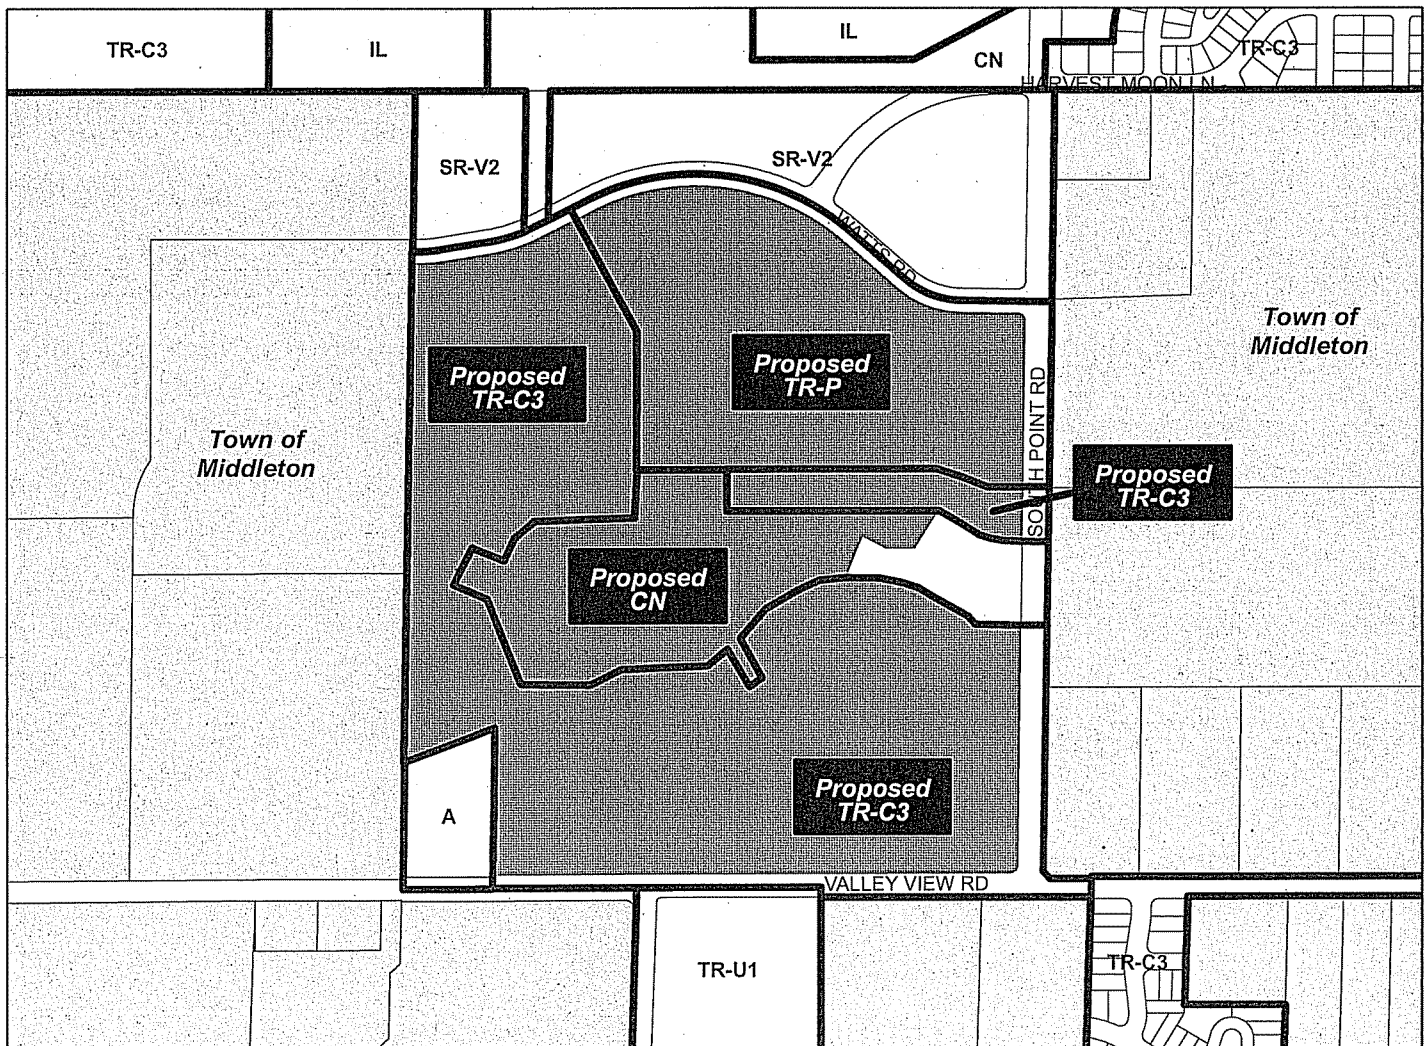 TR-C3
IL
IL
CN
TR-C3
HARVEST MOON LN
SR-V2
SR-V2
WATTS RD
Town of
Middleton
Proposed
TR-P
Proposed
TR-C3
SOUTH POINT RD
Town of
Middleton
Proposed
TR-C3
Proposed
CN
Proposed
TR-C3
A
VALLEY VIEW RD
TR-U1
TR-C3